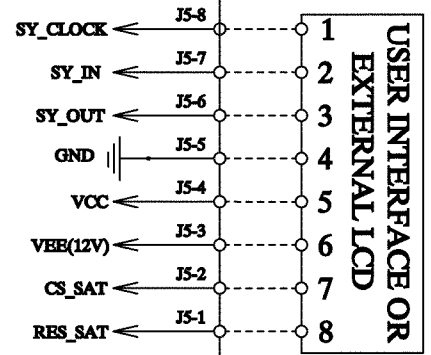 J5-8
SY_CLOCK
1
J5-7
SY_IN
2
J5-6
SY_OUT
3
J5-5
GND
4
J5-4
VCC
5
J5-3
VEE(12V)
6
J5-2
CS_SAT
7
J5-1
RES_SAT
8
USER INTERFACE OR
EXTERNAL LCD